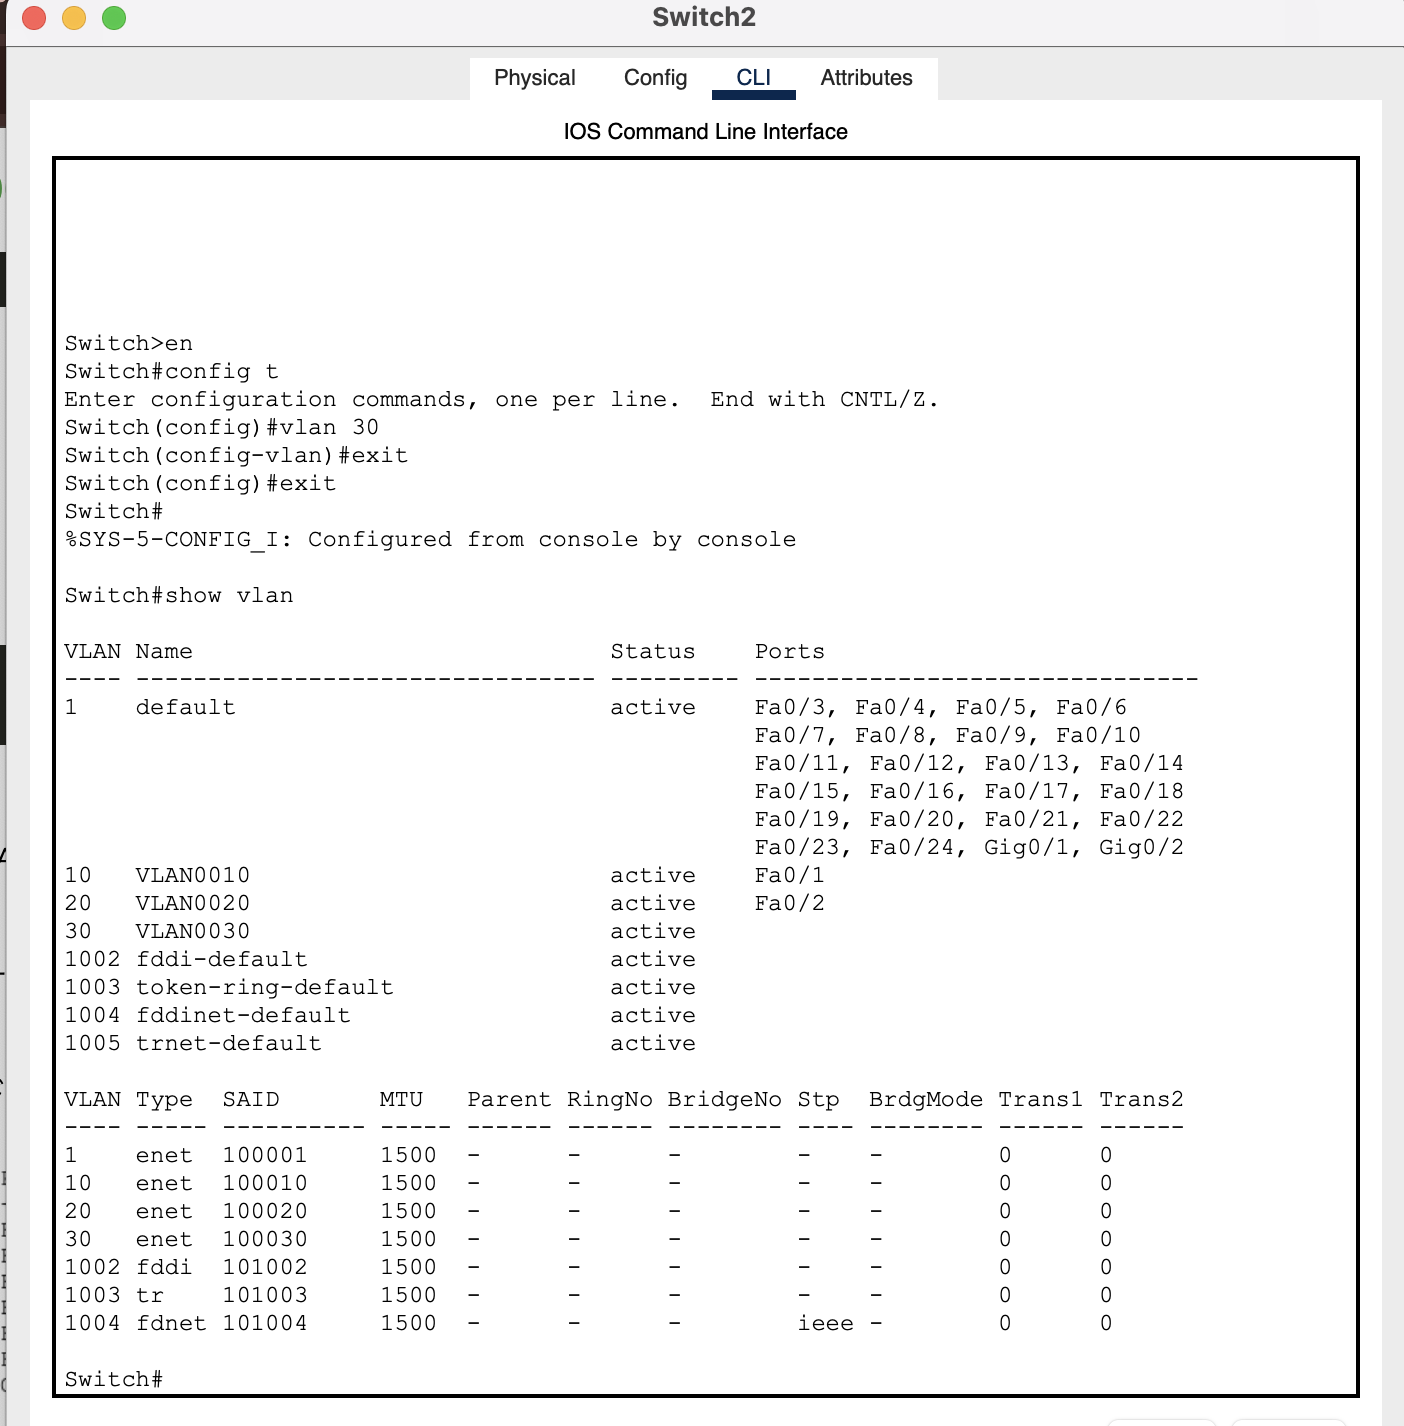 Switch2
Physical Config CLI Attributes
IOS Command Line Interface
Switch>en
Switch#config t
Enter configuration commands, one per line.  End with CNTL/Z.
Switch(config)#vlan 30
Switch(config-vlan)#exit
Switch(config)#exit
Switch#
%SYS-5-CONFIG_I: Configured from console by console
Switch#show vlan
VLAN Name                             Status    Ports
---- -------------------------------- --------- -------------------------------
1    default                          active    Fa0/3, Fa0/4, Fa0/5, Fa0/6
                                                Fa0/7, Fa0/8, Fa0/9, Fa0/10
                                                Fa0/11, Fa0/12, Fa0/13, Fa0/14
                                                Fa0/15, Fa0/16, Fa0/17, Fa0/18
                                                Fa0/19, Fa0/20, Fa0/21, Fa0/22
                                                Fa0/23, Fa0/24, Gig0/1, Gig0/2
10   VLAN0010                         active    Fa0/1
20   VLAN0020                         active    Fa0/2
30   VLAN0030                         active
1002 fddi-default                     active
1003 token-ring-default               active
1004 fddinet-default                  active
1005 trnet-default                    active
VLAN Type  SAID       MTU   Parent RingNo BridgeNo Stp  BrdgMode Trans1 Trans2
---- ----- ---------- ----- ------ ------ -------- ---- -------- ------ ------
1    enet  100001     1500  -      -      -        -    -        0      0
10   enet  100010     1500  -      -      -        -    -        0      0
20   enet  100020     1500  -      -      -        -    -        0      0
30   enet  100030     1500  -      -      -        -    -        0      0
1002 fddi  101002     1500  -      -      -        -    -        0      0
1003 tr    101003     1500  -      -      -        -    -        0      0
1004 fdnet 101004     1500  -      -      -        ieee -        0      0
Switch#